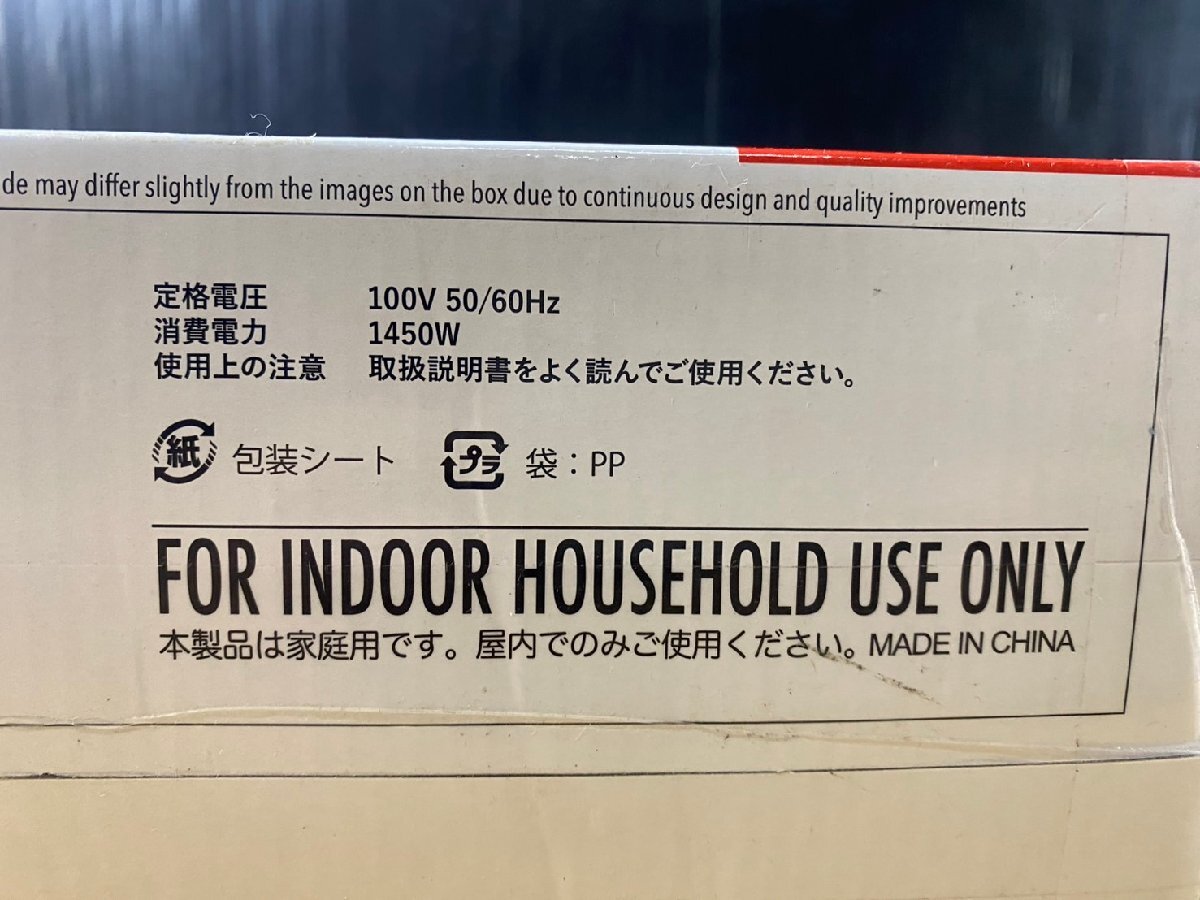 de may differ slightly from the images on the box due to continuous design and quality improvements
定格電圧 100V 50/60Hz
消費電力 1450W
使用上の注意 取扱説明書をよく読んでご使用ください。
紙 包装シート プラ 袋：PP
FOR INDOOR HOUSEHOLD USE ONLY
本製品は家庭用です。屋内でのみご使用ください。MADE IN CHINA